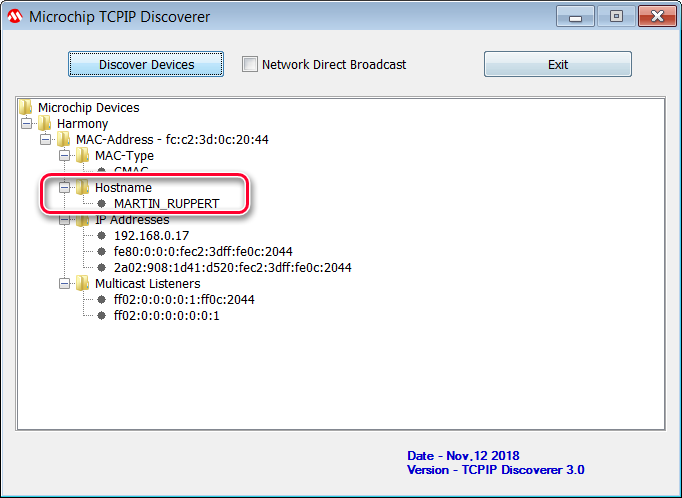 Microchip TCPIP Discoverer
Discover Devices
Network Direct Broadcast
Exit
Microchip Devices
Harmony
MAC-Address - fc:c2:3d:0c:20:44
MAC-Type
GMAC
Hostname
MARTIN_RUPPERT
IP Addresses
192.168.0.17
fe80:0:0:0:fec2:3dff:fe0c:2044
2a02:908:1d41:d520:fec2:3dff:fe0c:2044
Multicast Listeners
ff02:0:0:0:0:1:ff0c:2044
ff02:0:0:0:0:0:0:1
Date - Nov,12 2018
Version - TCPIP Discoverer 3.0